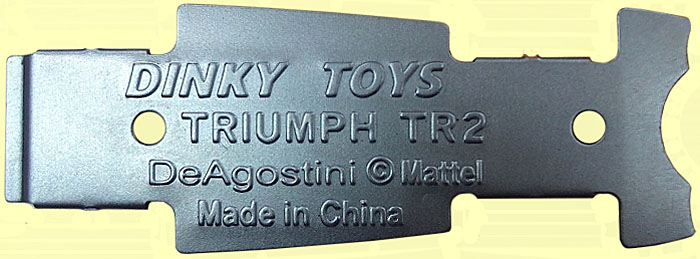 DINKY TOYS
TRIUMPH TR2
DeAgostini © Mattel
Made in China